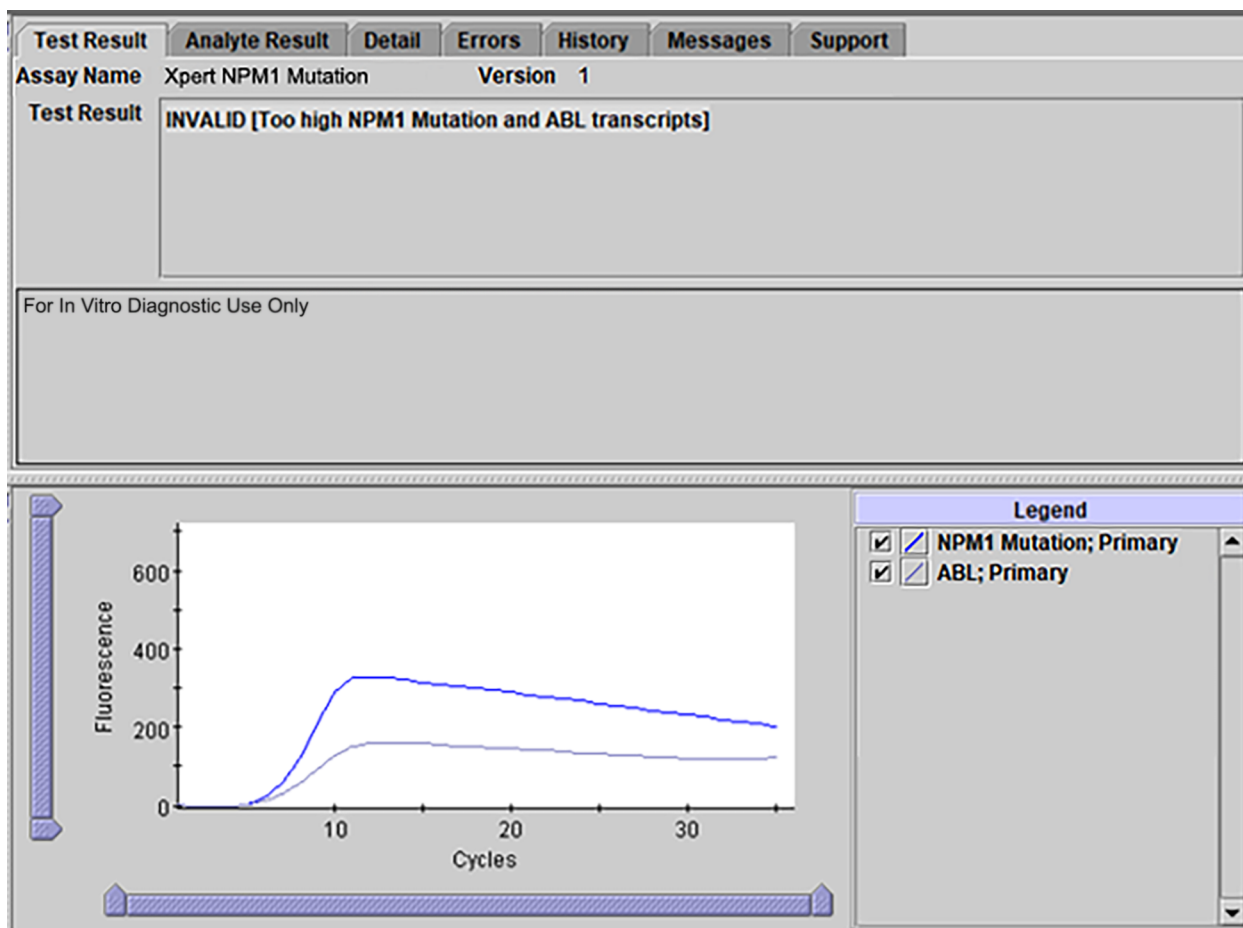 Test Result Analyte Result Detail Errors History Messages Support
Assay Name Xpert NPM1 Mutation Version 1
Test Result INVALID [Too high NPM1 Mutation and ABL transcripts]
For In Vitro Diagnostic Use Only
Legend
NPM1 Mutation; Primary
ABL; Primary
Fluorescence
600
400
200
0
10 20 30
Cycles